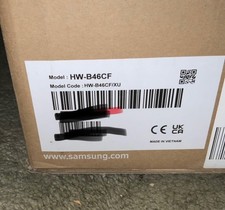 Model : HW-B46CF
Model Code : HW-B46CF/XU
CE UK CA
MADE IN VIETNAM
www.samsung.com